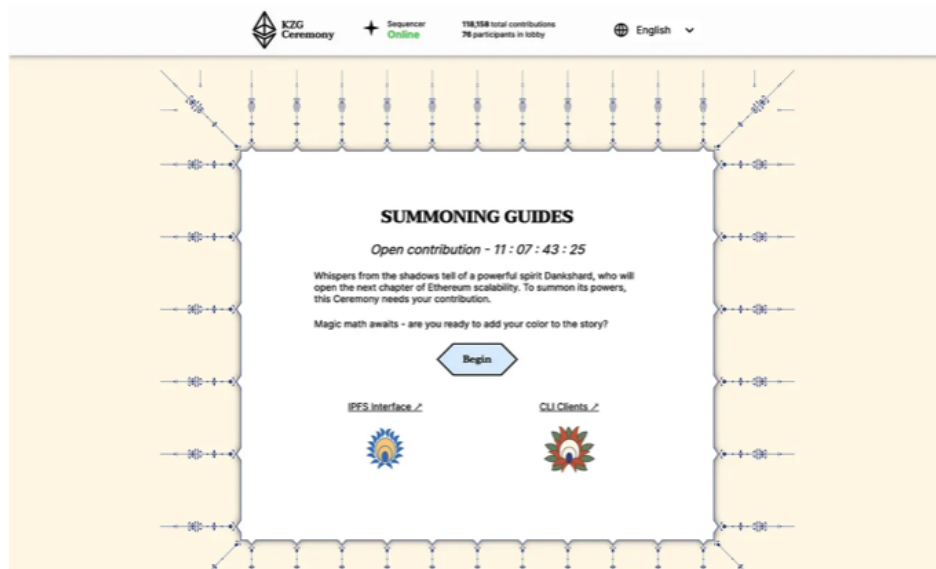 KZG
Ceremony
Sequencer
Online
118,158 total contributions
76 participants in lobby
English
SUMMONING GUIDES
Open contribution - 11 : 07 : 43 : 25
Whispers from the shadows tell of a powerful spirit Dankshard, who will
open the next chapter of Ethereum scalability. To summon its powers,
this Ceremony needs your contribution.
Magic math awaits - are you ready to add your color to the story?
Begin
IPFS Interface ↗
CLI Clients ↗